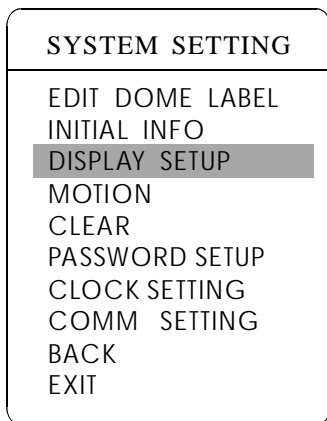 SYSTEM SETTING
EDIT DOME LABEL
INITIAL INFO
DISPLAY SETUP
MOTION
CLEAR
PASSWORD SETUP
CLOCK SETTING
COMM SETTING
BACK
EXIT